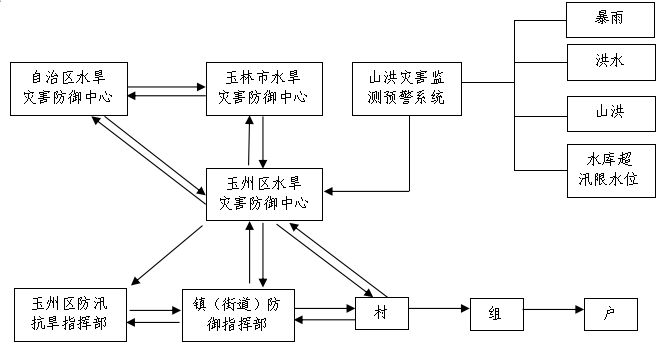 暴雨
自治区水旱
灾害防御中心
玉林市水旱
灾害防御中心
山洪灾害监
测预警系统
洪水
山洪
水库超
汛限水位
玉州区水旱
灾害防御中心
玉州区防汛
抗旱指挥部
镇（街道）防
御指挥部
村
组
户